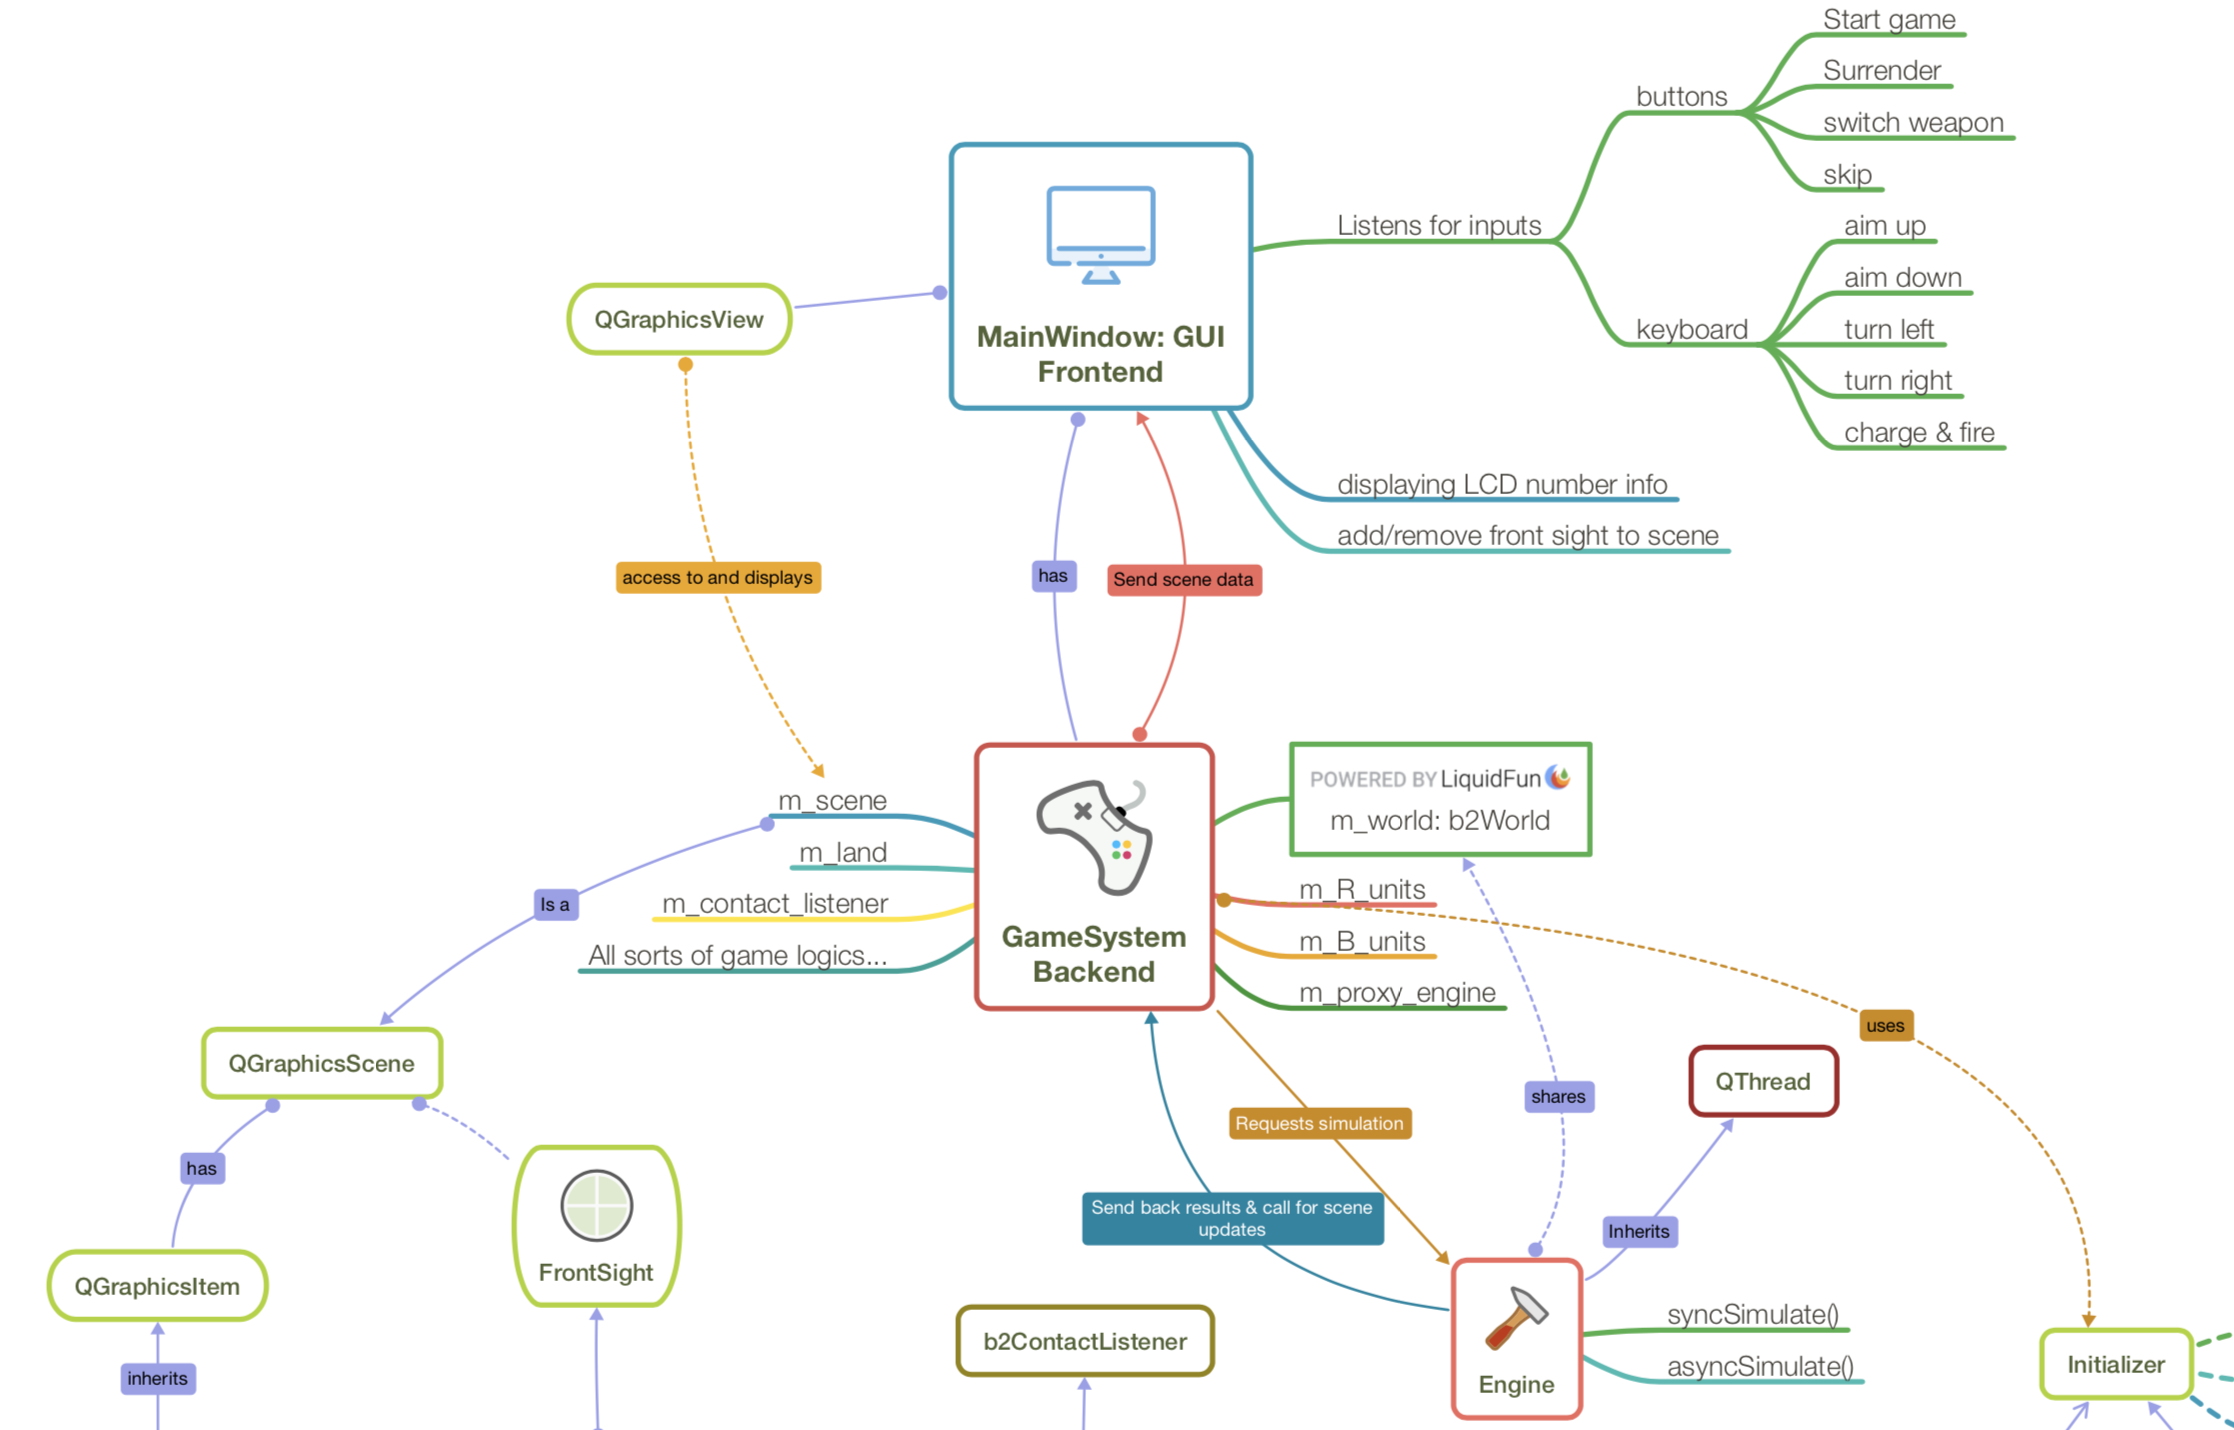 Start game
Surrender
buttons
switch weapon
skip
Listens for inputs
aim up
aim down
keyboard
turn left
turn right
charge & fire
QGraphicsView
MainWindow: GUI
Frontend
displaying LCD number info
add/remove front sight to scene
access to and displays
has
Send scene data
m_scene
m_land
m_contact_listener
All sorts of game logics...
GameSystem
Backend
POWERED BY LiquidFun
m_world: b2World
m_R_units
m_B_units
m_proxy_engine
Is a
uses
QGraphicsScene
QThread
shares
Requests simulation
has
Send back results & call for scene
updates
Inherits
FrontSight
QGraphicsItem
b2ContactListener
syncSimulate()
asyncSimulate()
Engine
Initializer
inherits